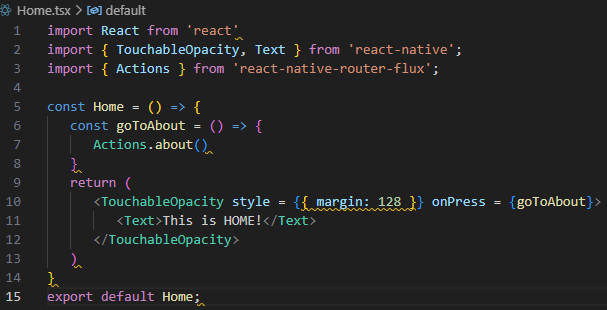 Home.tsx > default
1 import React from 'react'
2 import { TouchableOpacity, Text } from 'react-native';
3 import { Actions } from 'react-native-router-flux';
4
5 const Home = () => {
6 const goToAbout = () => {
7 Actions.about()
8 }
9 return (
10 <TouchableOpacity style = {{ margin: 128 }} onPress = {goToAbout}>
11 <Text>This is HOME!</Text>
12 </TouchableOpacity>
13 )
14 }
15 export default Home;